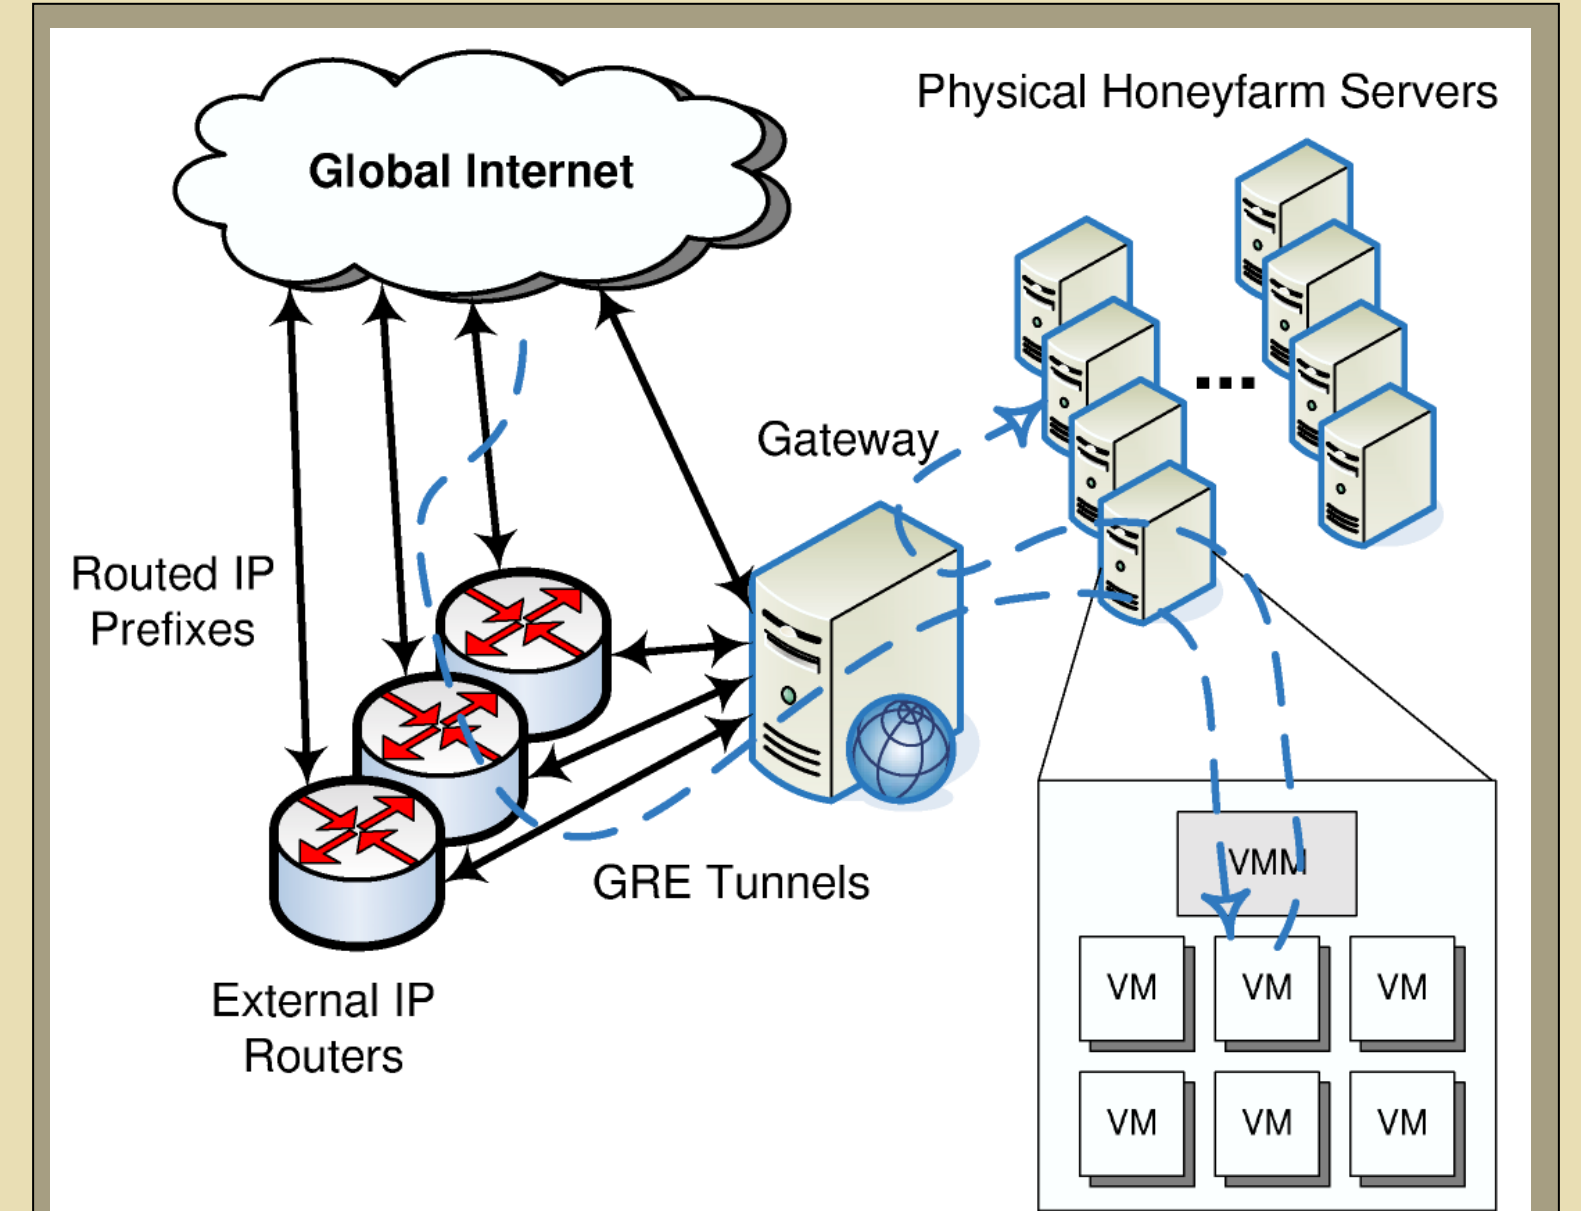 Global Internet
Physical Honeyfarm Servers
...
Gateway
Routed IP
Prefixes
GRE Tunnels
External IP
Routers
VMM
VM VM VM
VM VM VM